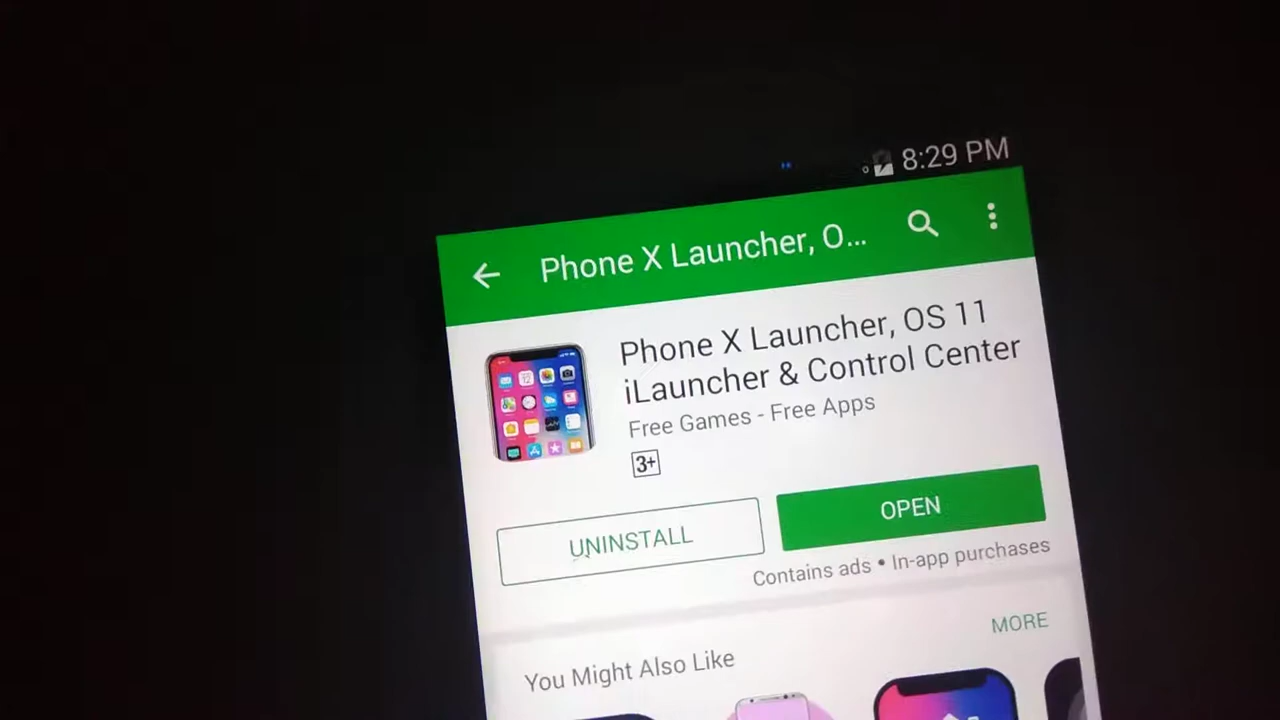 8:29 PM
Phone X Launcher, O...
Phone X Launcher, OS 11
iLauncher & Control Center
Free Games - Free Apps
3+
UNINSTALL
OPEN
Contains ads • In-app purchases
MORE
You Might Also Like